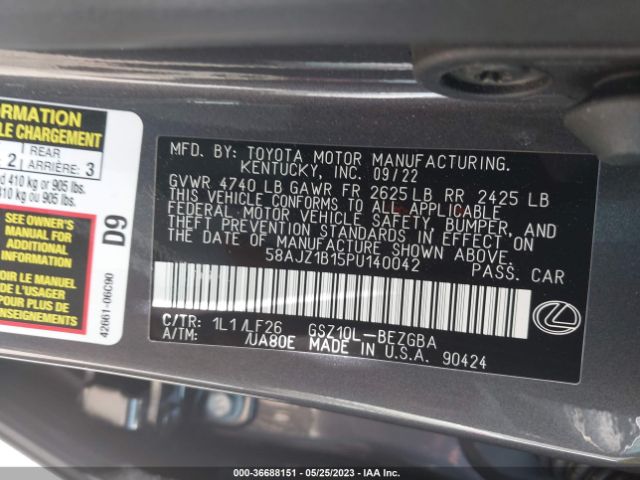 ORMATION
LE CHARGEMENT
2
REAR
ARRIÈRE: 3
d 410 kg or 905 lbs.
410 kg ou 905 lbs.
SEE OWNER'S
MANUAL FOR
ADDITIONAL
INFORMATION
VOIR LE MANUEL
DE L'USAGER
POUR PLUS DE
RENSEIGNEMENTS
D9
42661-06C90
MFD. BY: TOYOTA MOTOR MANUFACTURING.
KENTUCKY, INC. 09/22
GVWR 4740 LB GAWR FR 2625 LB RR 2425 LB
THIS VEHICLE CONFORMS TO ALL APPLICABLE
FEDERAL MOTOR VEHICLE SAFETY, BUMPER, AND
THEFT PREVENTION STANDARDS IN EFFECT ON
THE DATE OF MANUFACTURE SHOWN ABOVE.
58AJZ1B15PU140042 PASS. CAR
C/TR: 1L1/LF26 GSZ10L-BEZGBA
A/TM: /UA80E MADE IN U.S.A. 90424
000-36688151 — 05/25/2023 — IAA Inc.